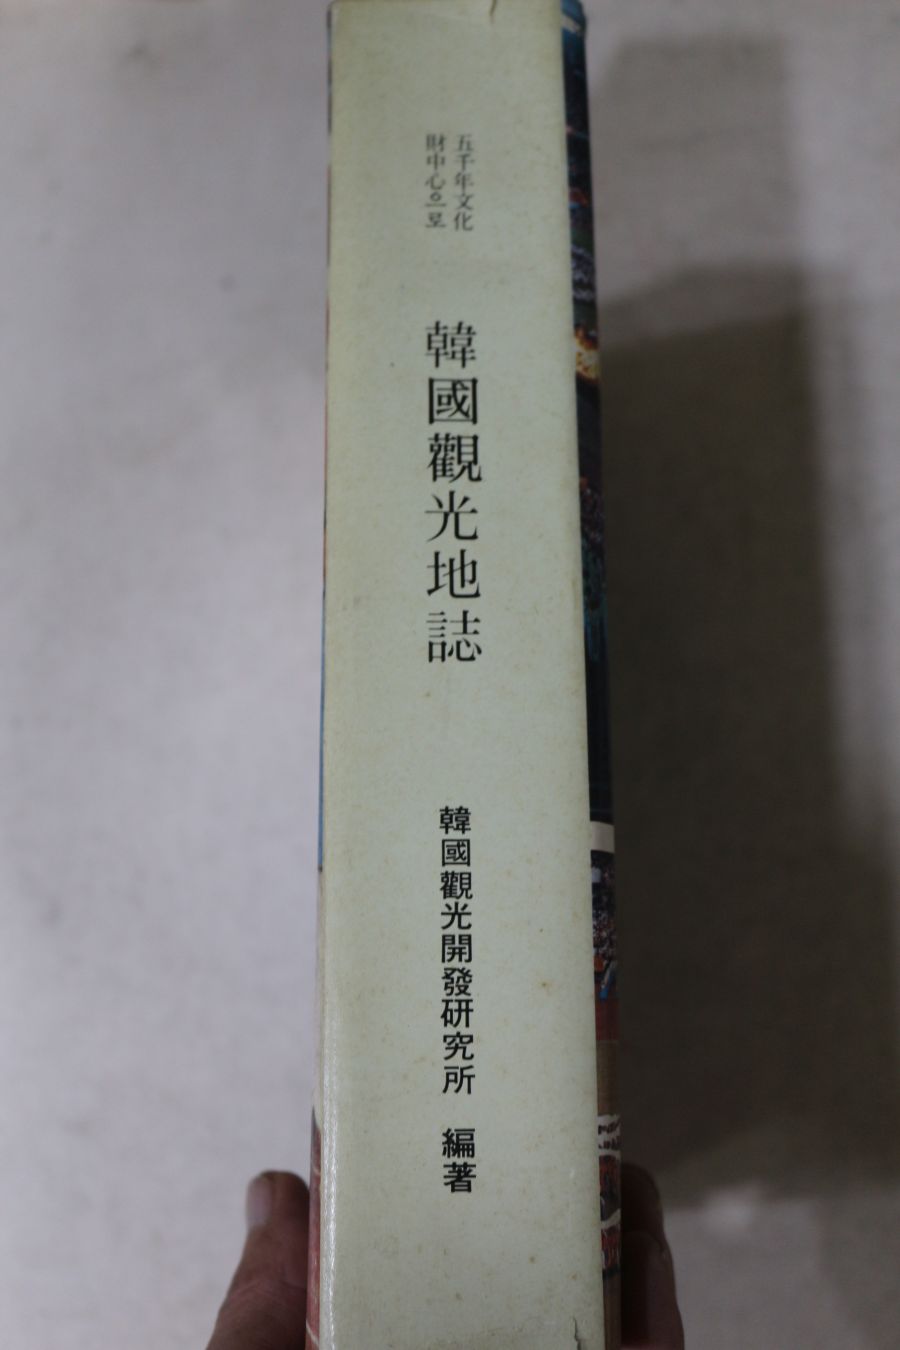 五千年文化
財中心으로
韓國觀光地誌
韓國觀光開發研究所 編著